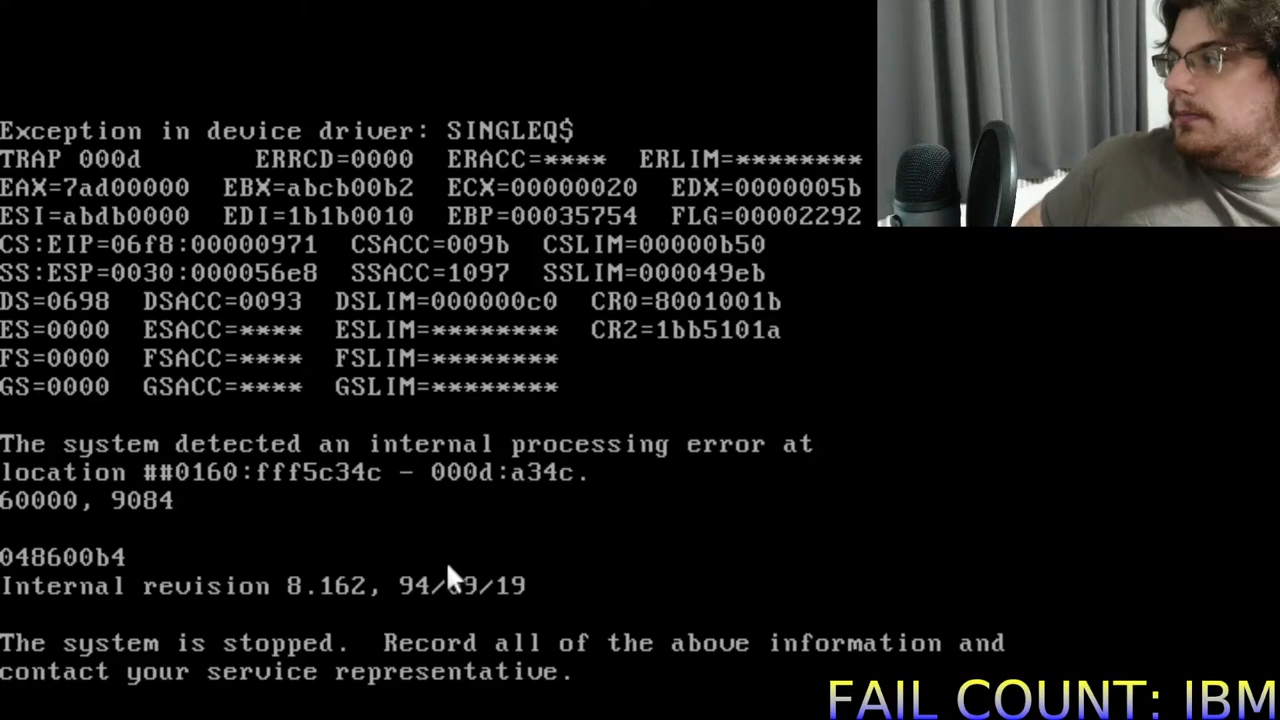 Exception in device driver: SINGLEQ$
TRAP 000d ERRCD=0000 ERACC=**** ERLIM=********
EAX=7ad00000 EBX=abcb00b2 ECX=00000020 EDX=0000005b
ESI=abdb0000 EDI=1b1b0010 EBP=00035754 FLG=00002292
CS:EIP=06f8:00000971 CSACC=009b CSLIM=00000b50
SS:ESP=0030:000056e8 SSACC=1097 SSLIM=000049eb
DS=0698 DSACC=0093 DSLIM=000000c0 CR0=8001001b
ES=0000 ESACC=**** ESLIM=******** CR2=1bb5101a
FS=0000 FSACC=**** FSLIM=********
GS=0000 GSACC=**** GSLIM=********
The system detected an internal processing error at
location ##0160:fff5c34c - 000d:a34c.
60000, 9084
048600b4
Internal revision 8.162, 94/09/19
The system is stopped. Record all of the above information and
contact your service representative.
FAIL COUNT: IBM